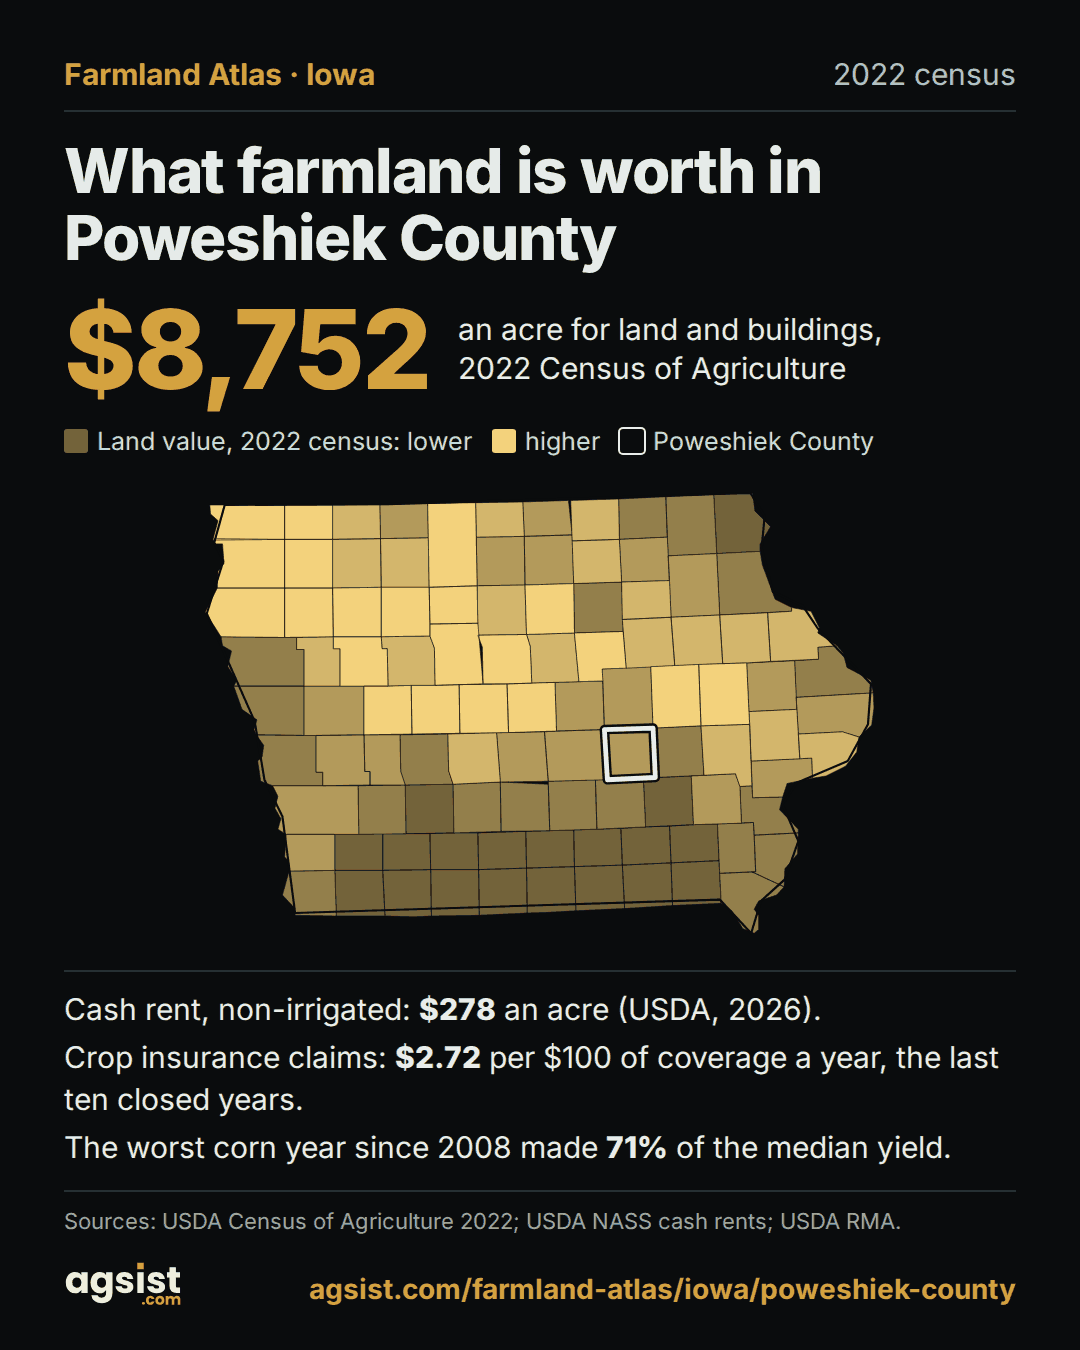 Farmland Atlas · Iowa
2022 census
What farmland is worth in
Poweshiek County
$8,752
an acre for land and buildings,
2022 Census of Agriculture
Land value, 2022 census: lower
higher
Poweshiek County
Cash rent, non-irrigated: $278 an acre (USDA, 2026).
Crop insurance claims: $2.72 per $100 of coverage a year, the last
ten closed years.
The worst corn year since 2008 made 71% of the median yield.
Sources: USDA Census of Agriculture 2022; USDA NASS cash rents; USDA RMA.
agsist
.com
agsist.com/farmland-atlas/iowa/poweshiek-county